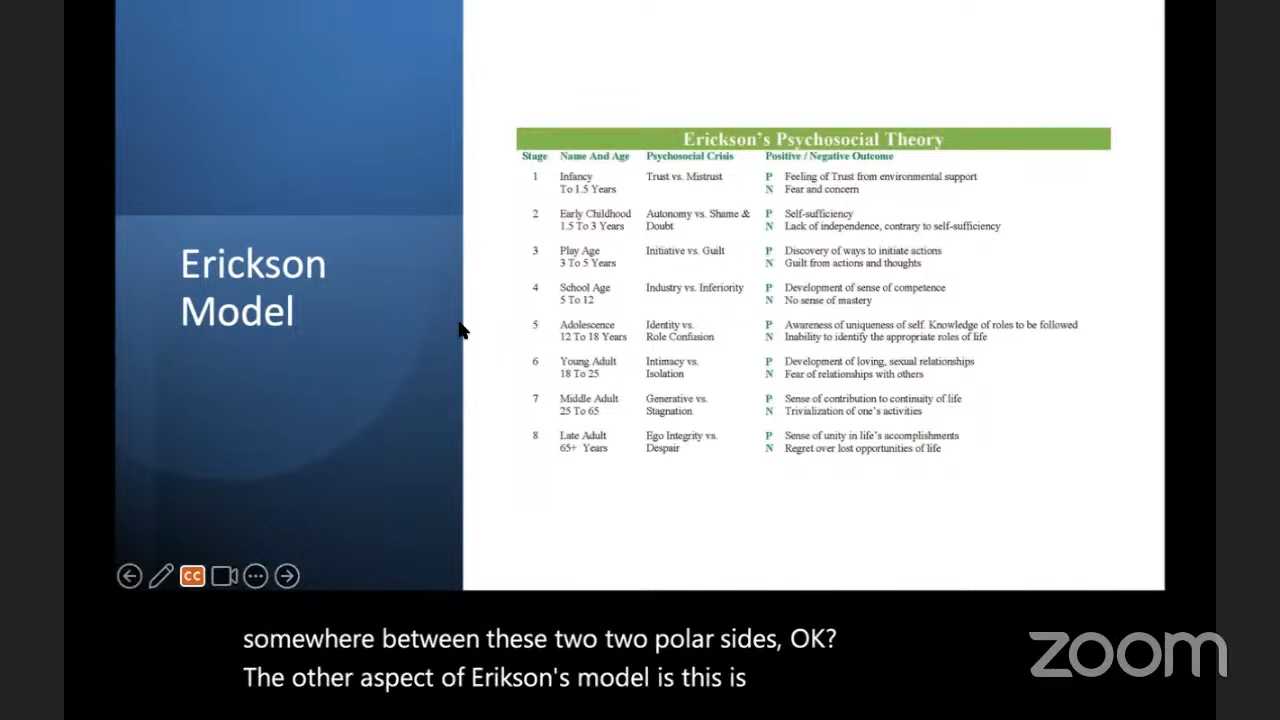 Erickson
Model
Erickson's Psychosocial Theory
Stage Name And Age Psychosocial Crisis Positive / Negative Outcome
1 Infancy Trust vs. Mistrust P Feeling of Trust from environmental support
To 1.5 Years N Fear and concern
2 Early Childhood Autonomy vs. Shame & P Self-sufficiency
1.5 To 3 Years Doubt N Lack of independence, contrary to self-sufficiency
3 Play Age Initiative vs. Guilt P Discovery of ways to initiate actions
3 To 5 Years N Guilt from actions and thoughts
4 School Age Industry vs. Inferiority P Development of sense of competence
5 To 12 N No sense of mastery
5 Adolescence Identity vs. P Awareness of uniqueness of self. Knowledge of roles to be followed
12 To 18 Years Role Confusion N Inability to identify the appropriate roles of life
6 Young Adult Intimacy vs. P Development of loving, sexual relationships
18 To 25 Isolation N Fear of relationships with others
7 Middle Adult Generative vs. P Sense of contribution to continuity of life
25 To 65 Stagnation N Trivialization of one's activities
8 Late Adult Ego Integrity vs. P Sense of unity in life's accomplishments
65+ Years Despair N Regret over lost opportunities of life
CC
somewhere between these two two polar sides, OK?
The other aspect of Erikson's model is this is
zoom